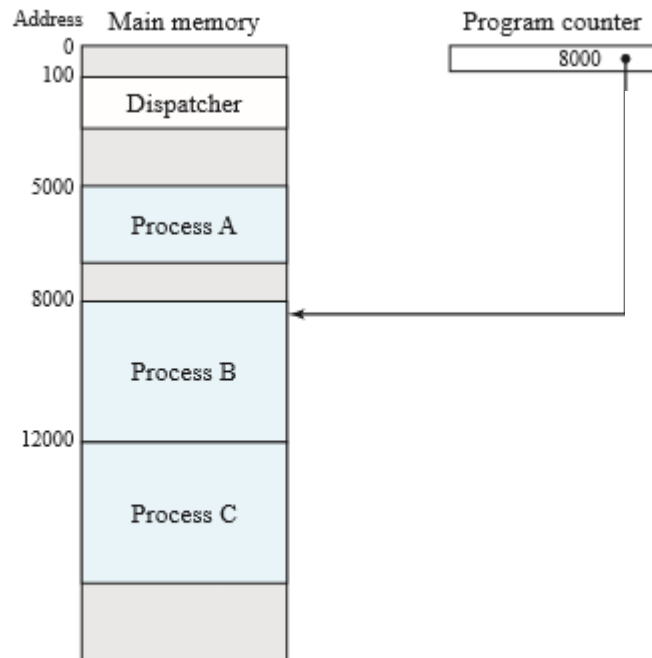 Address Main memory Program counter
0
8000
100
Dispatcher
5000
Process A
8000
Process B
12000
Process C